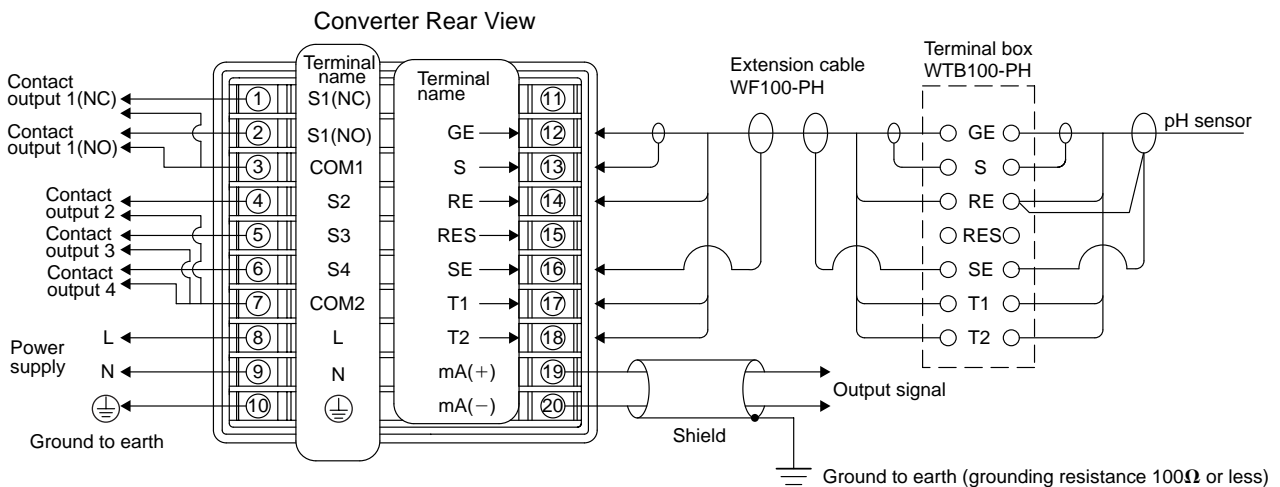 Converter Rear View
Terminal name
Terminal name
Contact output 1(NC)
Contact output 1(NO)
Contact output 2
Contact output 3
Contact output 4
Power supply
L
N
Ground to earth
1
2
3
4
5
6
7
8
9
10
S1(NC)
S1(NO)
COM1
S2
S3
S4
COM2
L
N
GE
S
RE
RES
SE
T1
T2
mA(+)
mA(−)
11
12
13
14
15
16
17
18
19
20
Extension cable
WF100-PH
Terminal box
WTB100-PH
GE
S
RE
RES
SE
T1
T2
pH sensor
Output signal
Shield
Ground to earth (grounding resistance 100Ω or less)